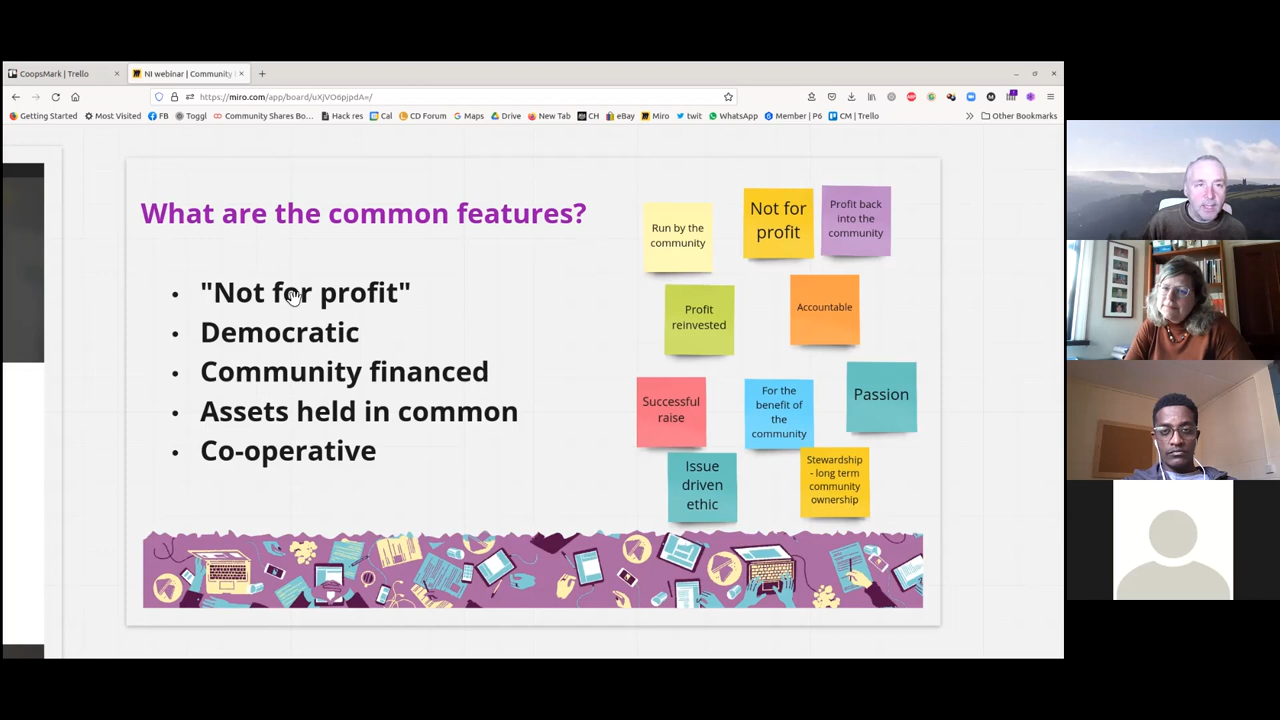 CoopsMark | Trello
NI webinar | Community
https://miro.com/app/board/uXjVO6pjpdA=/
Getting Started
Most Visited
FB
Toggl
Community Shares Bo...
Hack res
Cal
CD Forum
Maps
Drive
New Tab
CH
eBay
Miro
twit
WhatsApp
Member | P6
CM | Trello
Other Bookmarks
What are the common features?
• "Not for profit"
• Democratic
• Community financed
• Assets held in common
• Co-operative
Run by the
community
Not for
profit
Profit back
into the
community
Profit
reinvested
Accountable
Successful
raise
For the
benefit of
the
community
Passion
Issue
driven
ethic
Stewardship
- long term
community
ownership